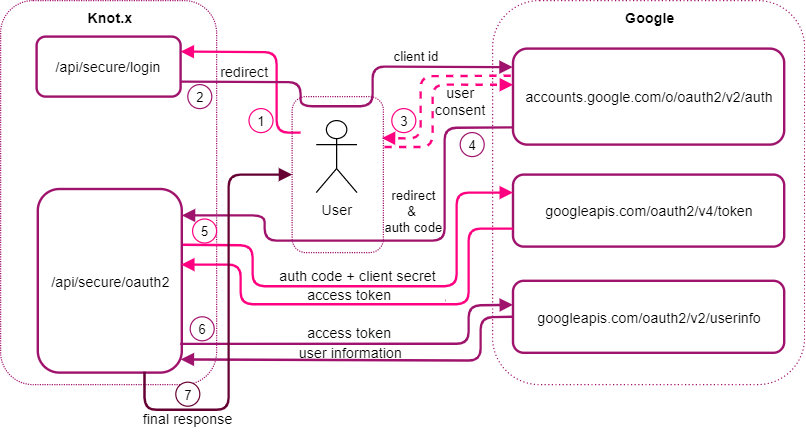 Knot.x
Google
/api/secure/login
redirect
client id
accounts.google.com/o/oauth2/v2/auth
user
consent
1
2
3
4
User
redirect
&
auth code
googleapis.com/oauth2/v4/token
5
/api/secure/oauth2
auth code + client secret
access token
googleapis.com/oauth2/v2/userinfo
6
access token
user information
7
final response